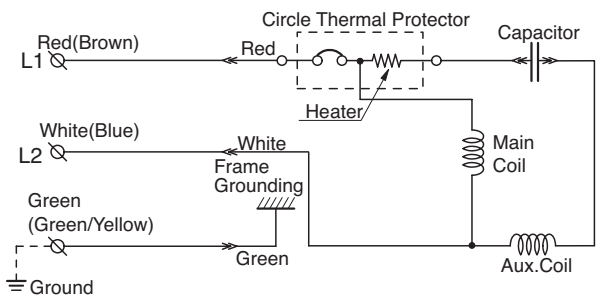 Circle Thermal Protector
Capacitor
Red(Brown)
Red
L1
Heater
White(Blue)
White
L2
Main
Coil
Frame
Grounding
Green
(Green/Yellow)
Green
Aux.Coil
Ground